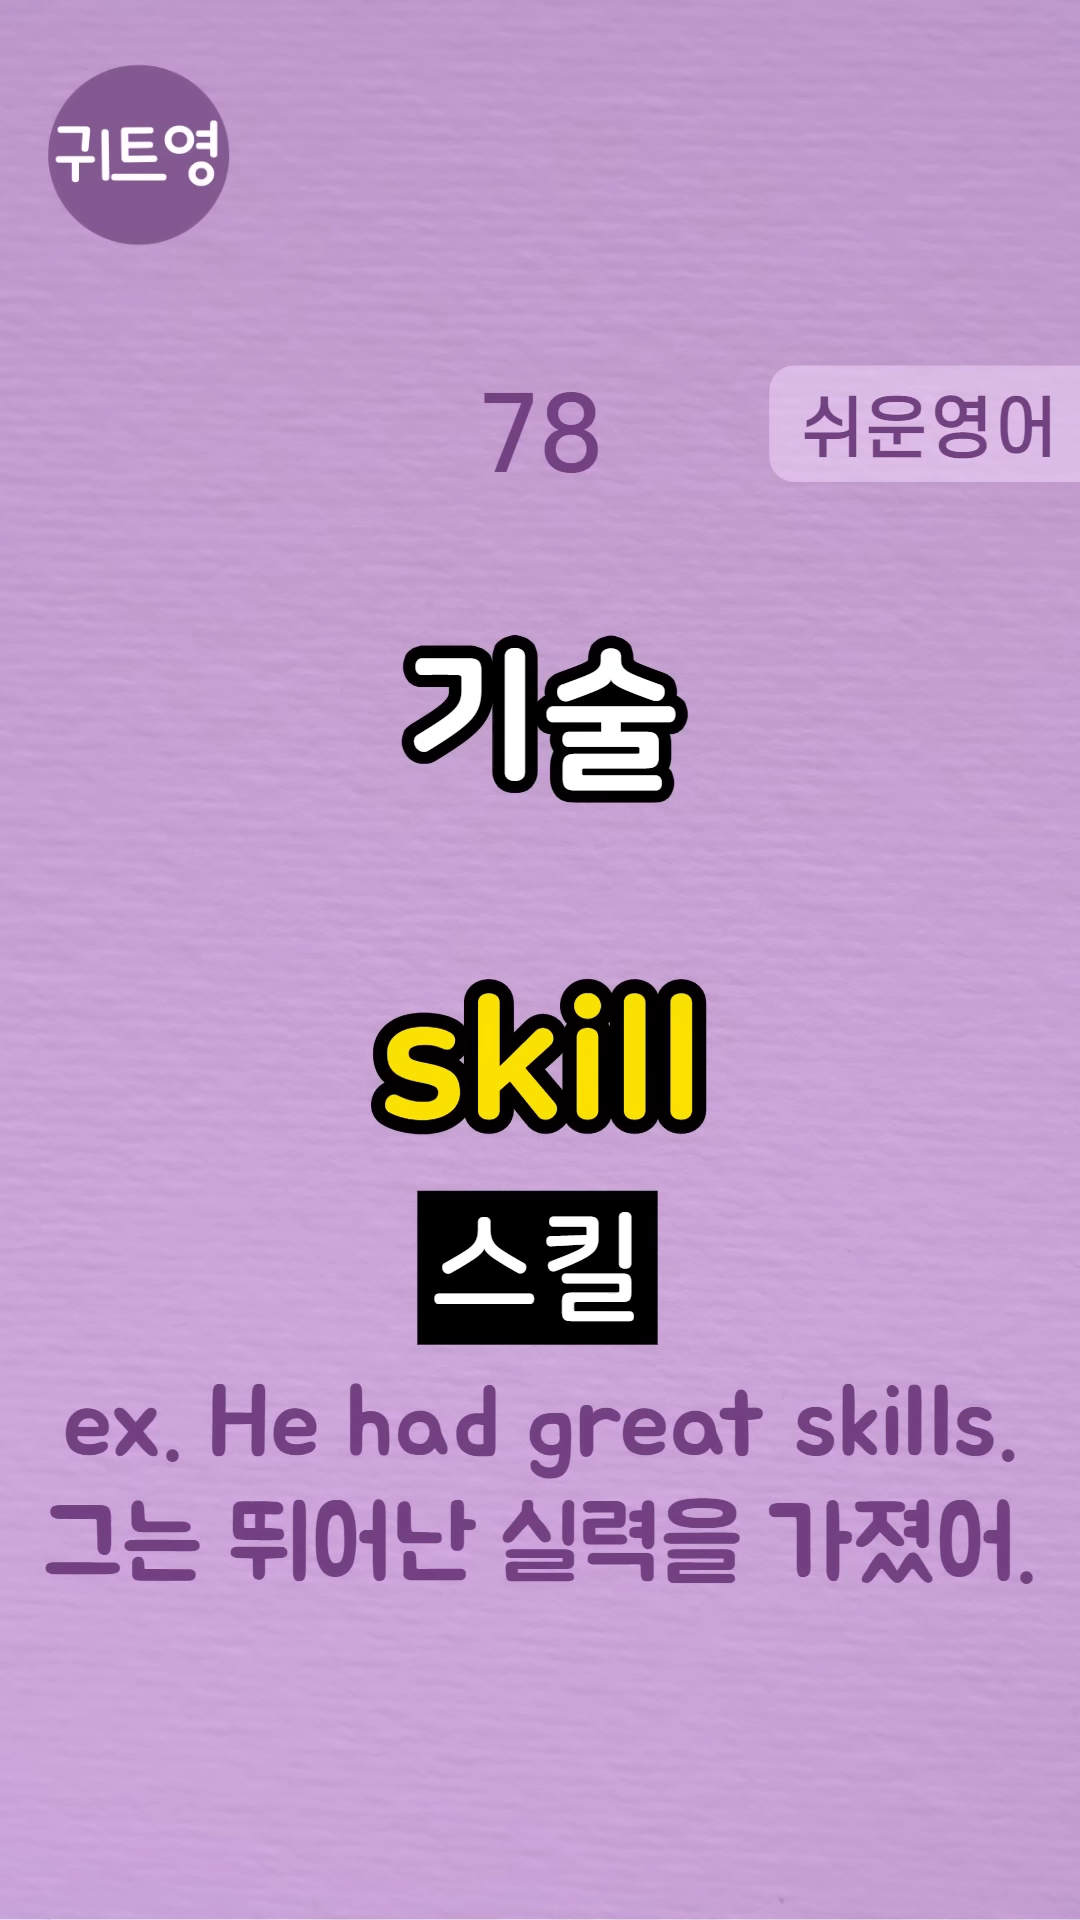 귀트영
78
쉬운영어
기술
skill
스킬
ex. He had great skills.
그는 뛰어난 실력을 가졌어.